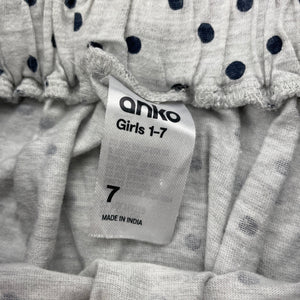 anko
Girls 1-7
7
MADE IN INDIA